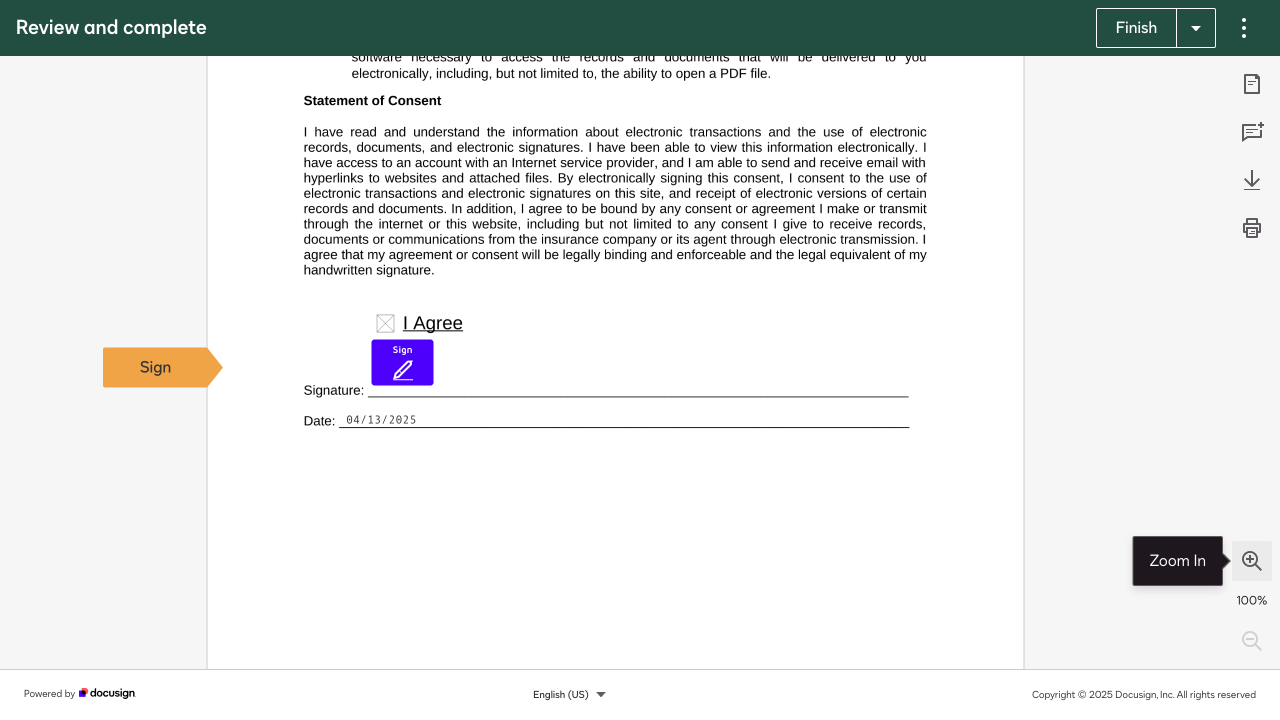 Review and complete
Finish
software necessary to access the records and documents that will be delivered to you
electronically, including, but not limited to, the ability to open a PDF file.
Statement of Consent
I have read and understand the information about electronic transactions and the use of electronic
records, documents, and electronic signatures. I have been able to view this information electronically. I
have access to an account with an Internet service provider, and I am able to send and receive email with
hyperlinks to websites and attached files. By electronically signing this consent, I consent to the use of
electronic transactions and electronic signatures on this site, and receipt of electronic versions of certain
records and documents. In addition, I agree to be bound by any consent or agreement I make or transmit
through the internet or this website, including but not limited to any consent I give to receive records,
documents or communications from the insurance company or its agent through electronic transmission. I
agree that my agreement or consent will be legally binding and enforceable and the legal equivalent of my
handwritten signature.
I Agree
Sign
Sign
Signature:
Date: 04/13/2025
Zoom In
100%
Powered by docusign
English (US)
Copyright © 2025 Docusign, Inc. All rights reserved